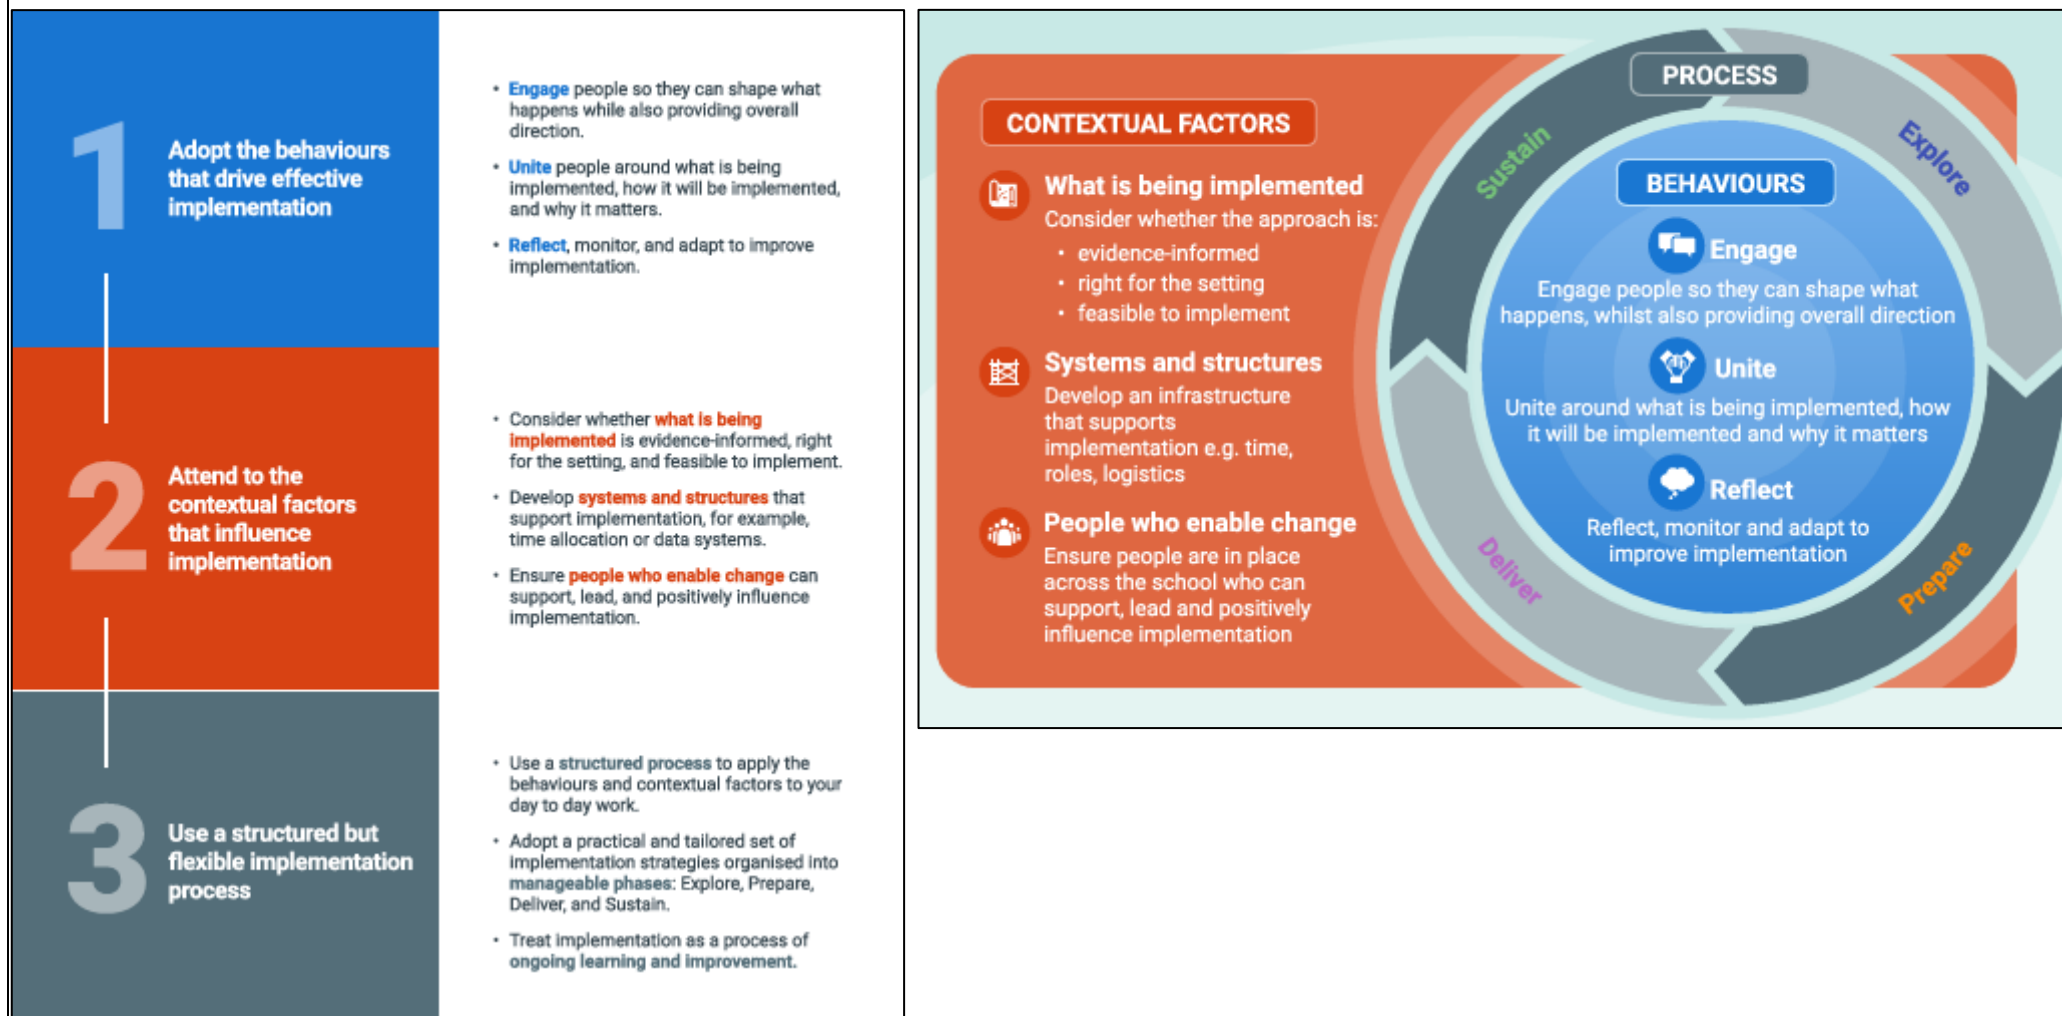 1
Adopt the behaviours
that drive effective
implementation
• Engage people so they can shape what
happens while also providing overall
direction.
• Unite people around what is being
implemented, how it will be implemented,
and why it matters.
• Reflect, monitor, and adapt to improve
implementation.
2
Attend to the
contextual factors
that influence
implementation
• Consider whether what is being
implemented is evidence-informed, right
for the setting, and feasible to implement.
• Develop systems and structures that
support implementation, for example,
time allocation or data systems.
• Ensure people who enable change can
support, lead, and positively influence
implementation.
3
Use a structured but
flexible implementation
process
• Use a structured process to apply the
behaviours and contextual factors to your
day to day work.
• Adopt a practical and tailored set of
implementation strategies organised into
manageable phases: Explore, Prepare,
Deliver, and Sustain.
• Treat implementation as a process of
ongoing learning and improvement.
CONTEXTUAL FACTORS
What is being implemented
Consider whether the approach is:
• evidence-informed
• right for the setting
• feasible to implement
Systems and structures
Develop an infrastructure
that supports
implementation e.g. time,
roles, logistics
People who enable change
Ensure people are in place
across the school who can
support, lead and positively
influence implementation
PROCESS
Explore
Prepare
Deliver
Sustain
BEHAVIOURS
Engage
Engage people so they can shape what
happens, whilst also providing overall direction
Unite
Unite around what is being implemented, how
it will be implemented and why it matters
Reflect
Reflect, monitor and adapt to
improve implementation